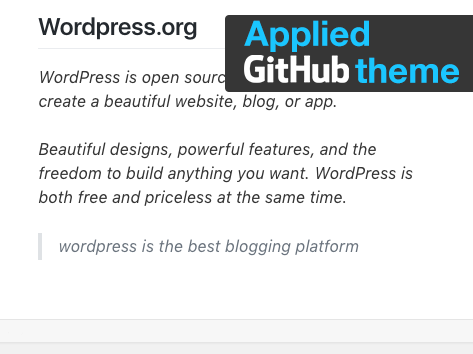 Wordpress.org
Applied
GitHub theme
WordPress is open sourc
create a beautiful website, blog, or app.
Beautiful designs, powerful features, and the
freedom to build anything you want. WordPress is
both free and priceless at the same time.
wordpress is the best blogging platform